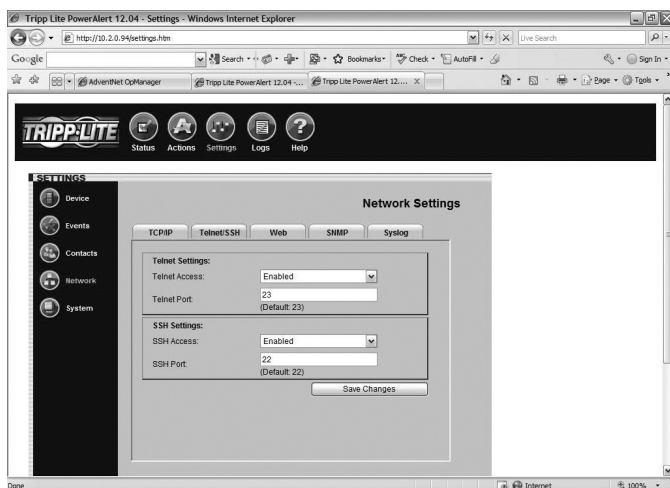 Tripp Lite PowerAlert 12.04 - Settings - Windows Internet Explorer
http://10.2.0.94/settings.htm
Live Search
Google
Search
Bookmarks
Check
AutoFill
Sign In
AdventNet OpManager
Tripp Lite PowerAlert 12.04 -...
Tripp Lite PowerAlert 12....
Page
Tools
TRIPP·LITE
Status
Actions
Settings
Logs
Help
SETTINGS
Device
Events
Contacts
Network
System
Network Settings
TCP/IP
Telnet/SSH
Web
SNMP
Syslog
Telnet Settings:
Telnet Access:
Enabled
Telnet Port:
23
(Default: 23)
SSH Settings:
SSH Access:
Enabled
SSH Port:
22
(Default: 22)
Save Changes
Done
Internet
100%